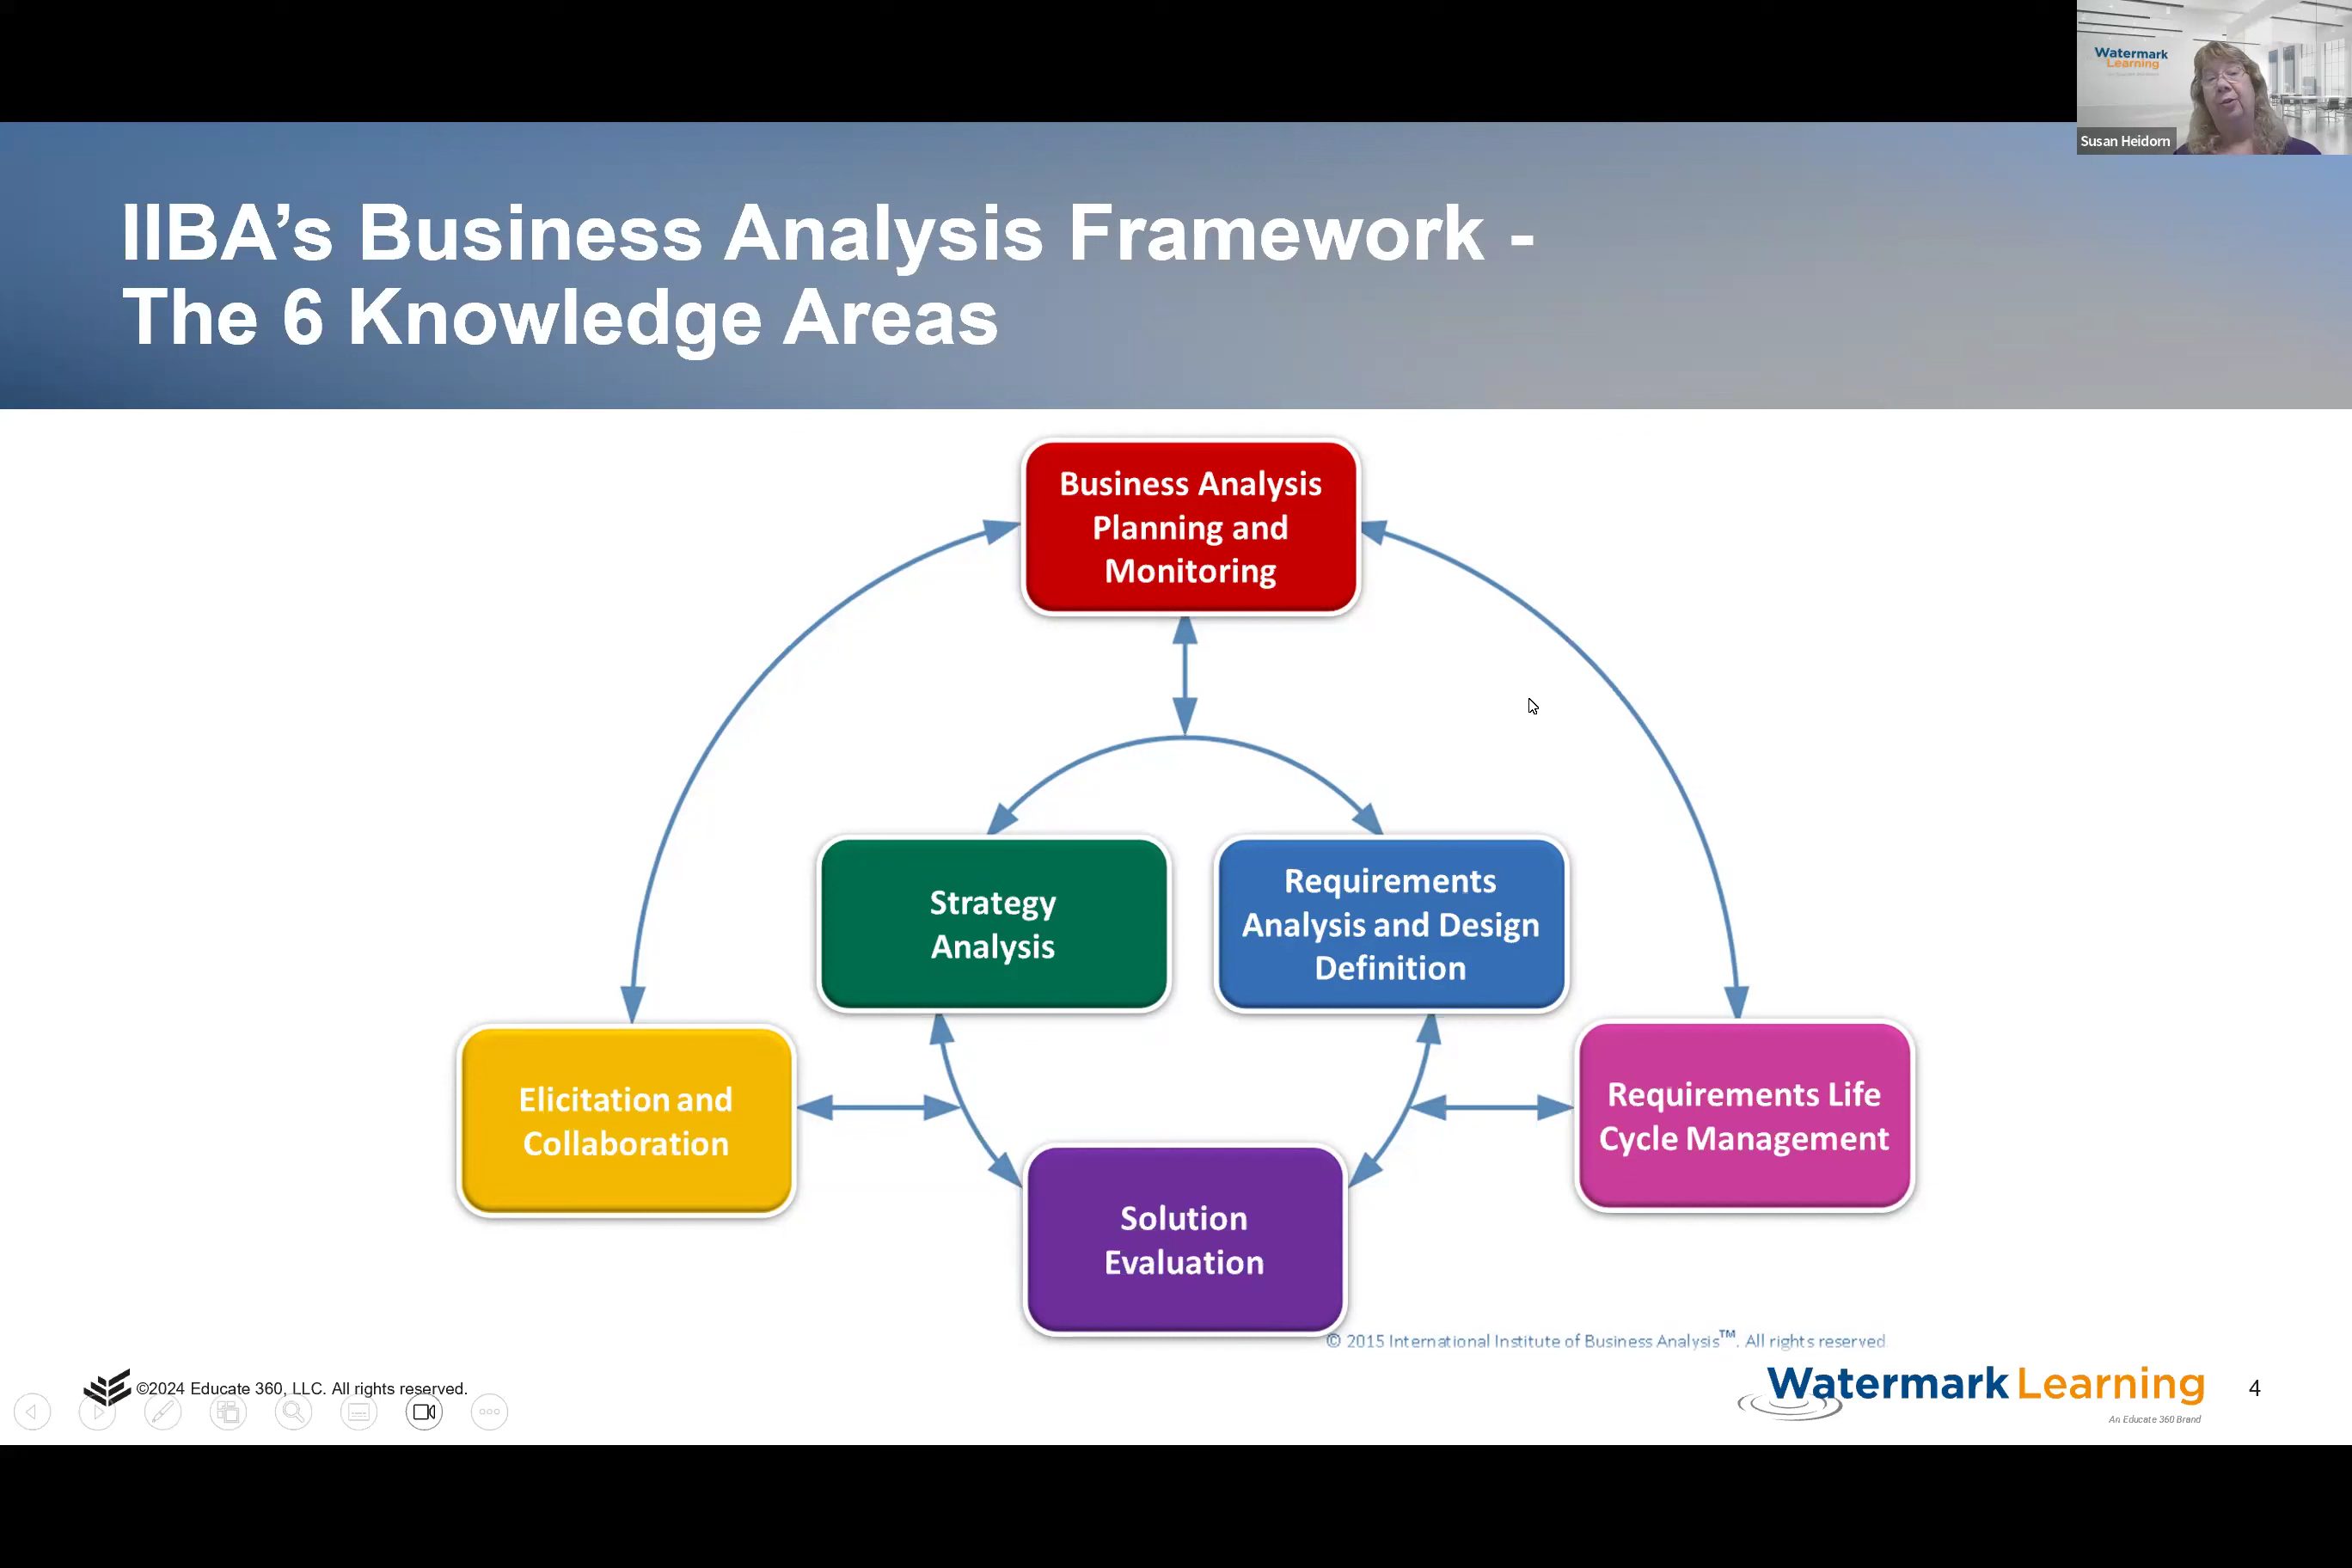 Watermark
Learning
Susan Heidorn
IIBA’s Business Analysis Framework -
The 6 Knowledge Areas
Business Analysis
Planning and
Monitoring
Strategy
Analysis
Requirements
Analysis and Design
Definition
Elicitation and
Collaboration
Requirements Life
Cycle Management
Solution
Evaluation
© 2015 International Institute of Business Analysis™. All rights reserved
©2024 Educate 360, LLC. All rights reserved.
Watermark Learning
An Educate 360 Brand
4